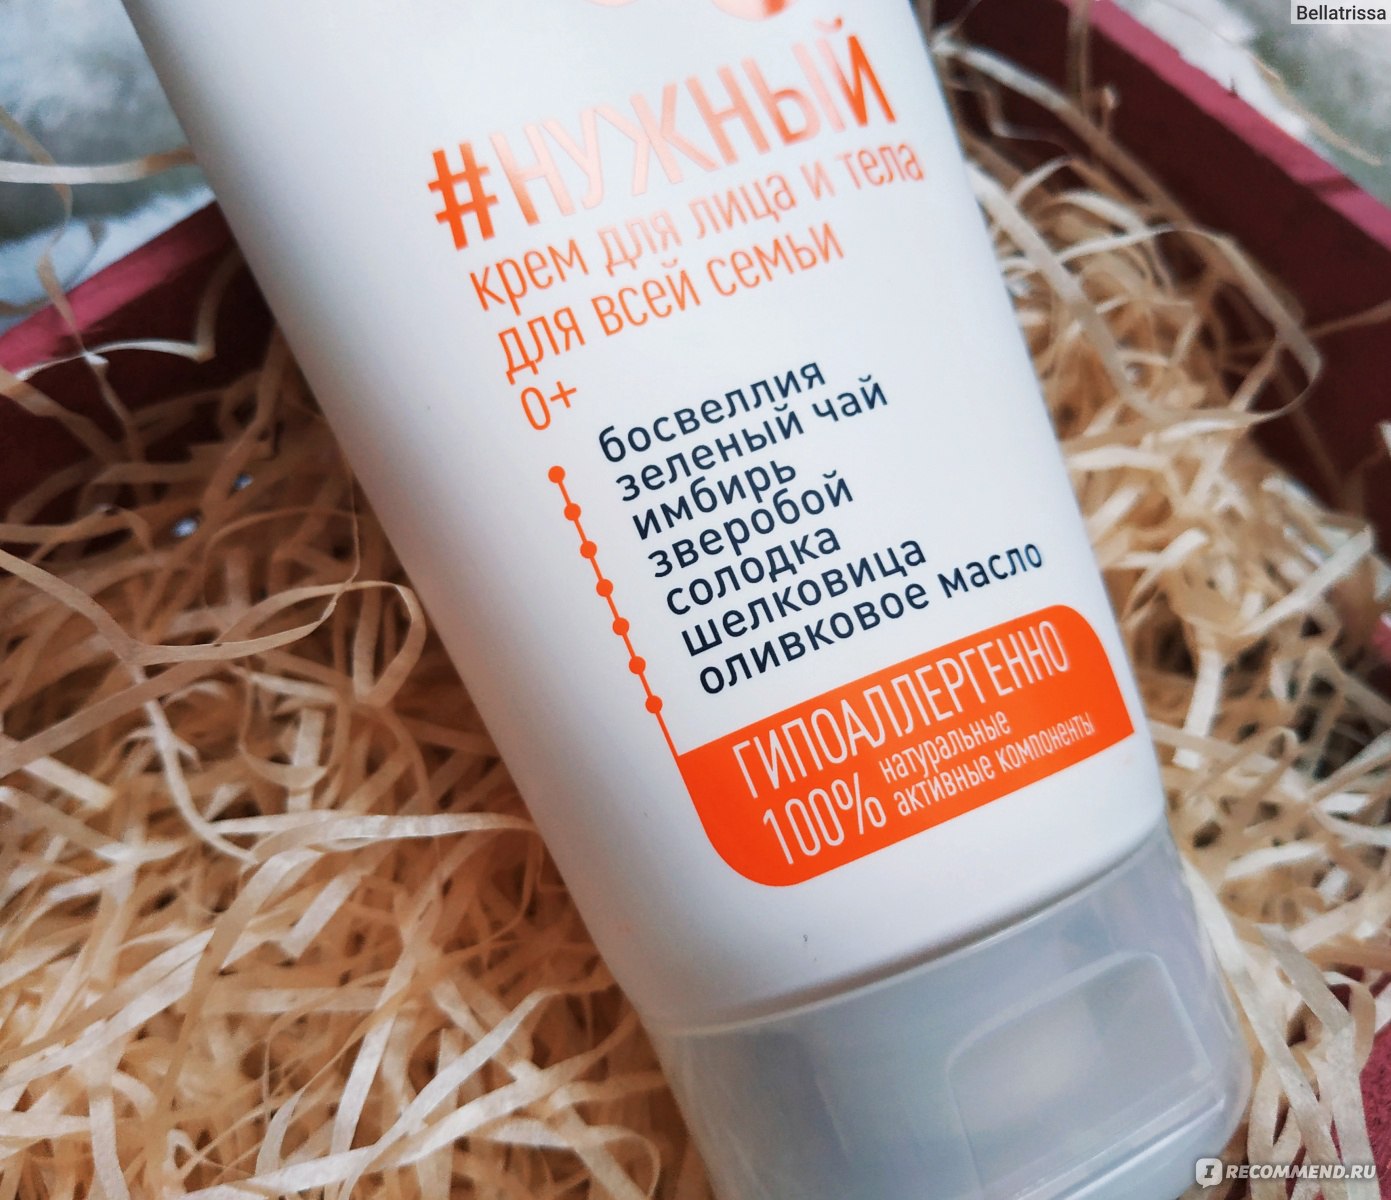 Bellatrissa
#НУЖНЫЙ
крем для лица и тела
для всей семьи
0+
босвеллия
зеленый чай
имбирь
зверобой
солодка
шелковица
оливковое масло
ГИПОАЛЛЕРГЕННО
100% натуральные
активные компоненты
IRECOMMEND.RU